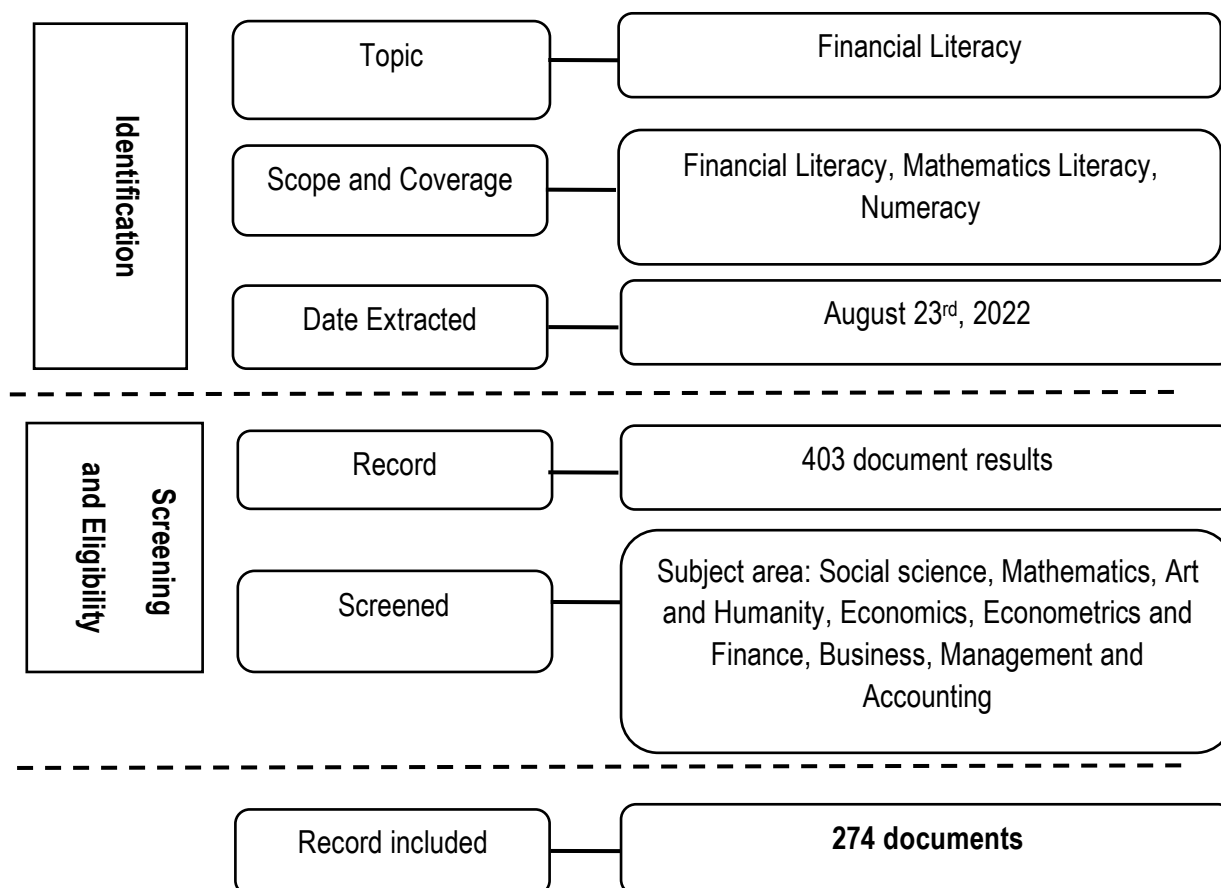 Identification
Topic
Financial Literacy
Scope and Coverage
Financial Literacy, Mathematics Literacy,
Numeracy
Date Extracted
August 23rd, 2022
Screening
and Eligibility
Record
403 document results
Screened
Subject area: Social science, Mathematics, Art
and Humanity, Economics, Econometrics and
Finance, Business, Management and
Accounting
Record included
274 documents